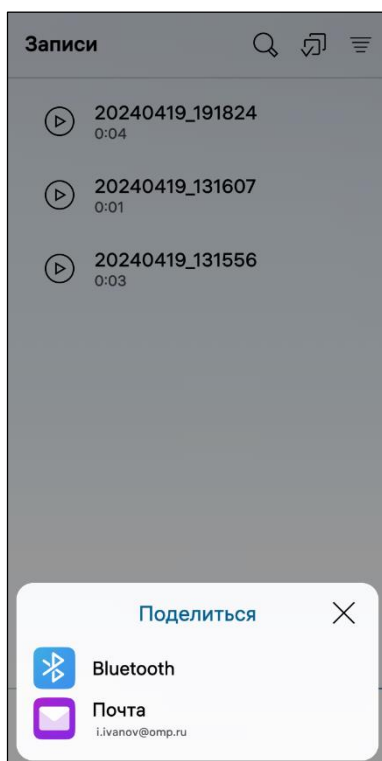 Записи
20240419_191824
0:04
20240419_131607
0:01
20240419_131556
0:03
Поделиться
Bluetooth
Почта
i.ivanov@omp.ru